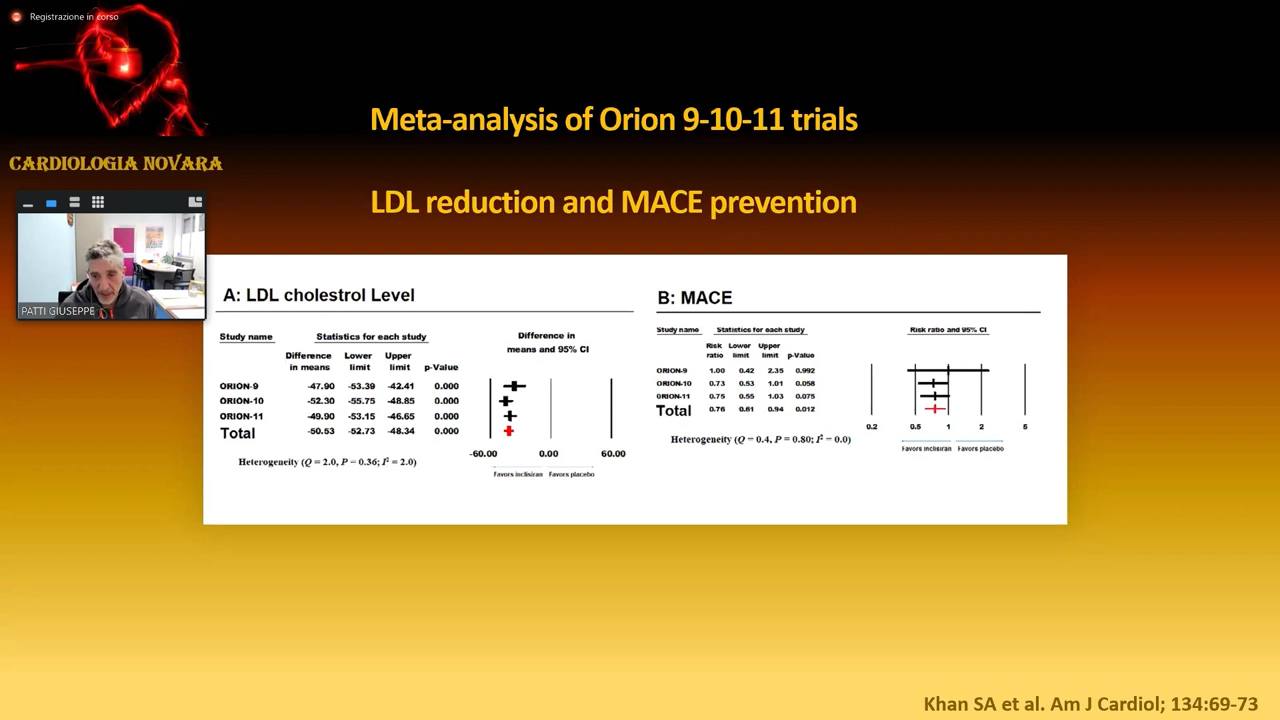 Registrazione in corso
Meta-analysis of Orion 9-10-11 trials
CARDIOLOGIA NOVARA
LDL reduction and MACE prevention
PATTI GIUSEPPE
A: LDL cholestrol Level
Study name Statistics for each study Difference in means and 95% CI
Difference in means Lower limit Upper limit p-Value
ORION-9 -47.90 -53.39 -42.41 0.000
ORION-10 -52.30 -55.75 -48.85 0.000
ORION-11 -49.90 -53.15 -46.65 0.000
Total -50.53 -52.73 -48.34 0.000
-60.00 0.00 60.00
Heterogeneity (Q = 2.0, P = 0.36; I² = 2.0)
Favors inclisiran Favors placebo
B: MACE
Study name Statistics for each study Risk ratio and 95% CI
Risk ratio Lower limit Upper limit p-Value
ORION-9 1.00 0.42 2.35 0.992
ORION-10 0.73 0.53 1.01 0.058
ORION-11 0.75 0.55 1.03 0.075
Total 0.76 0.61 0.94 0.012
0.2 0.5 1 2 5
Heterogeneity (Q = 0.4, P = 0.80; I² = 0.0)
Favors inclisiran Favors placebo
Khan SA et al. Am J Cardiol; 134:69-73